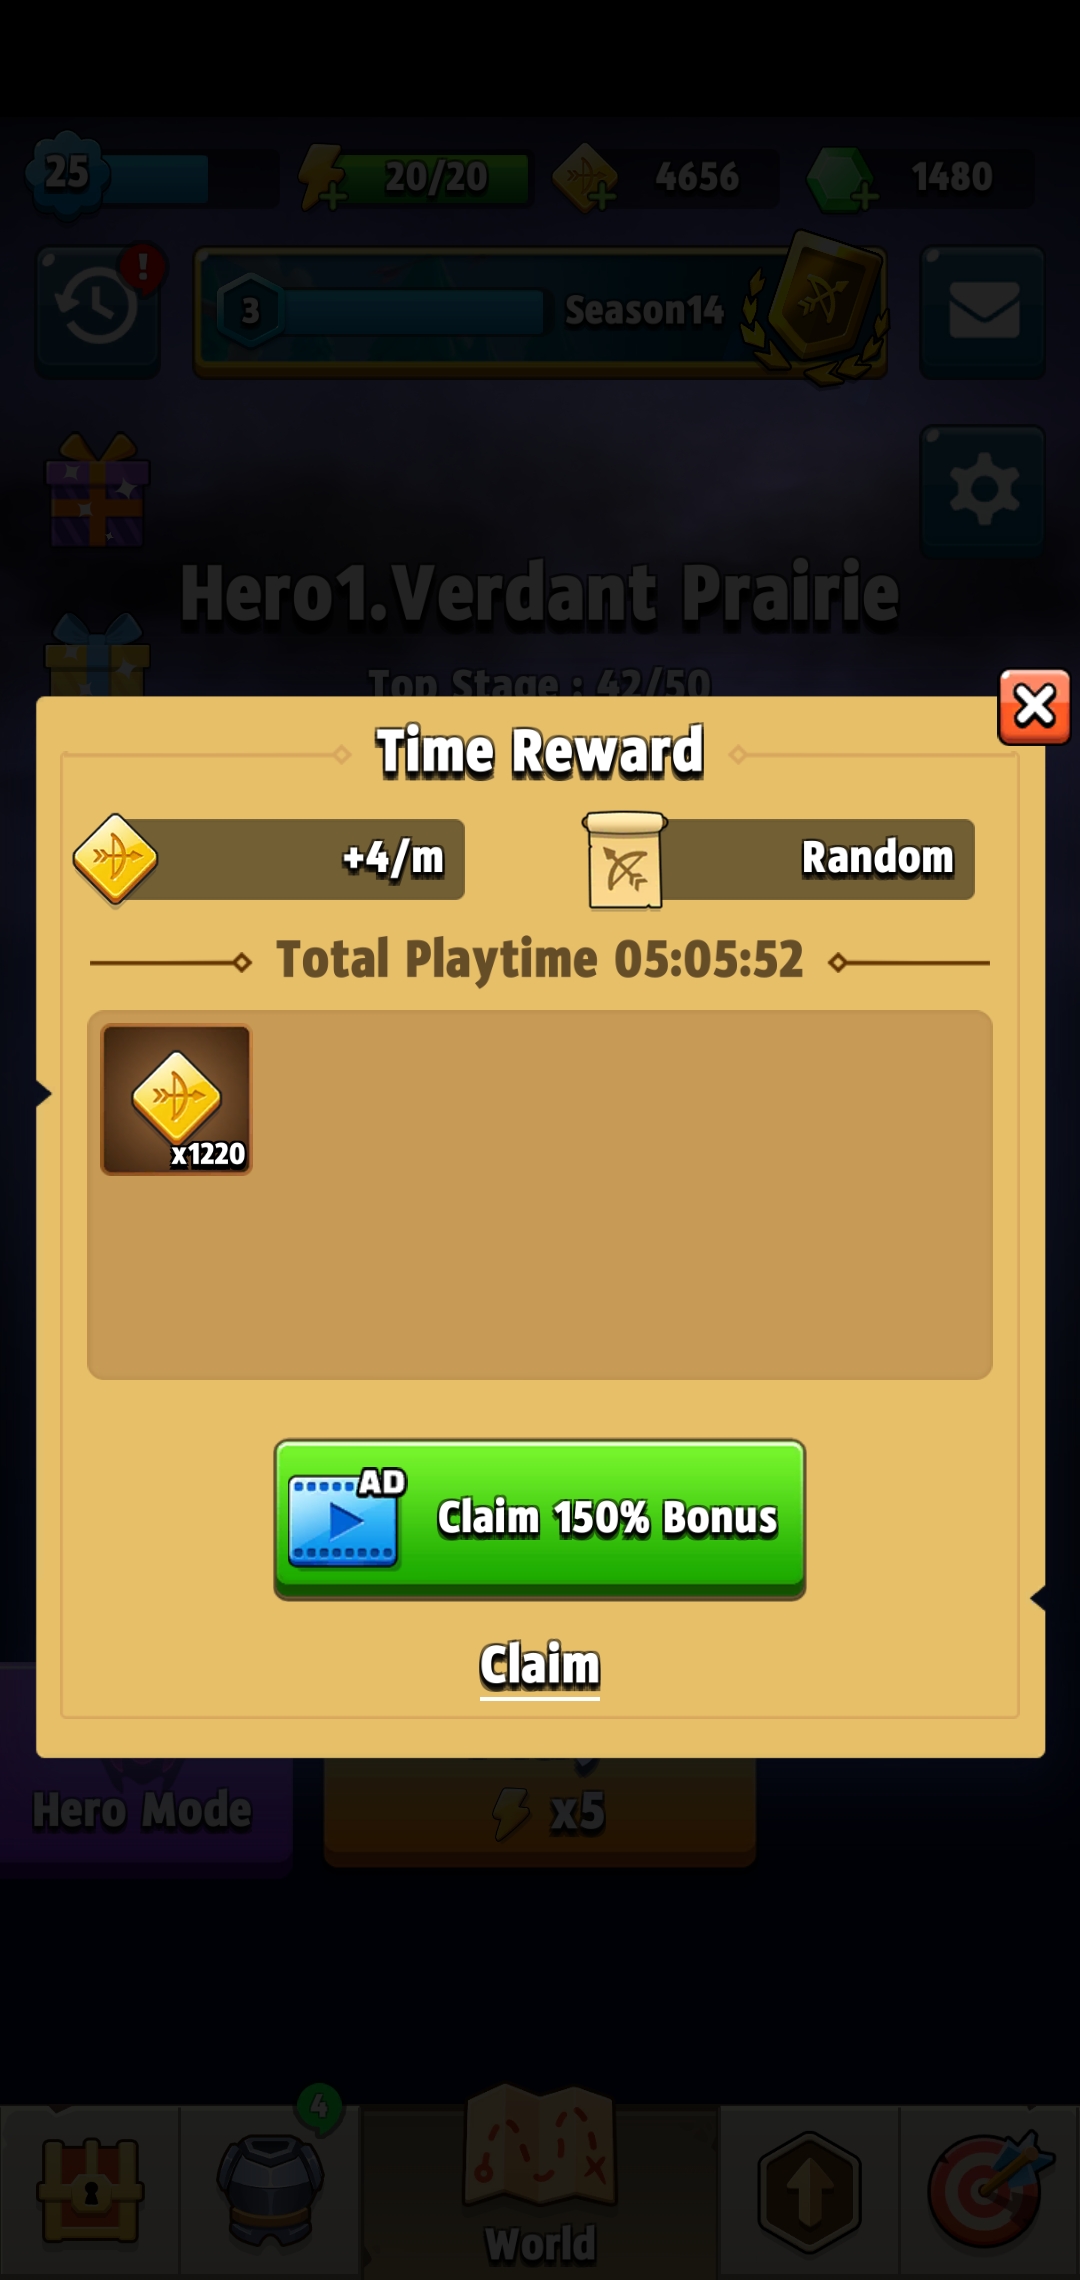 25
20/20
4656
1480
!
3
Season14
Hero1.Verdant Prairie
Top Stage : 42/50
Time Reward
+4/m
Random
Total Playtime 05:05:52
x1220
AD
Claim 150% Bonus
Claim
Hero Mode
x5
4
World